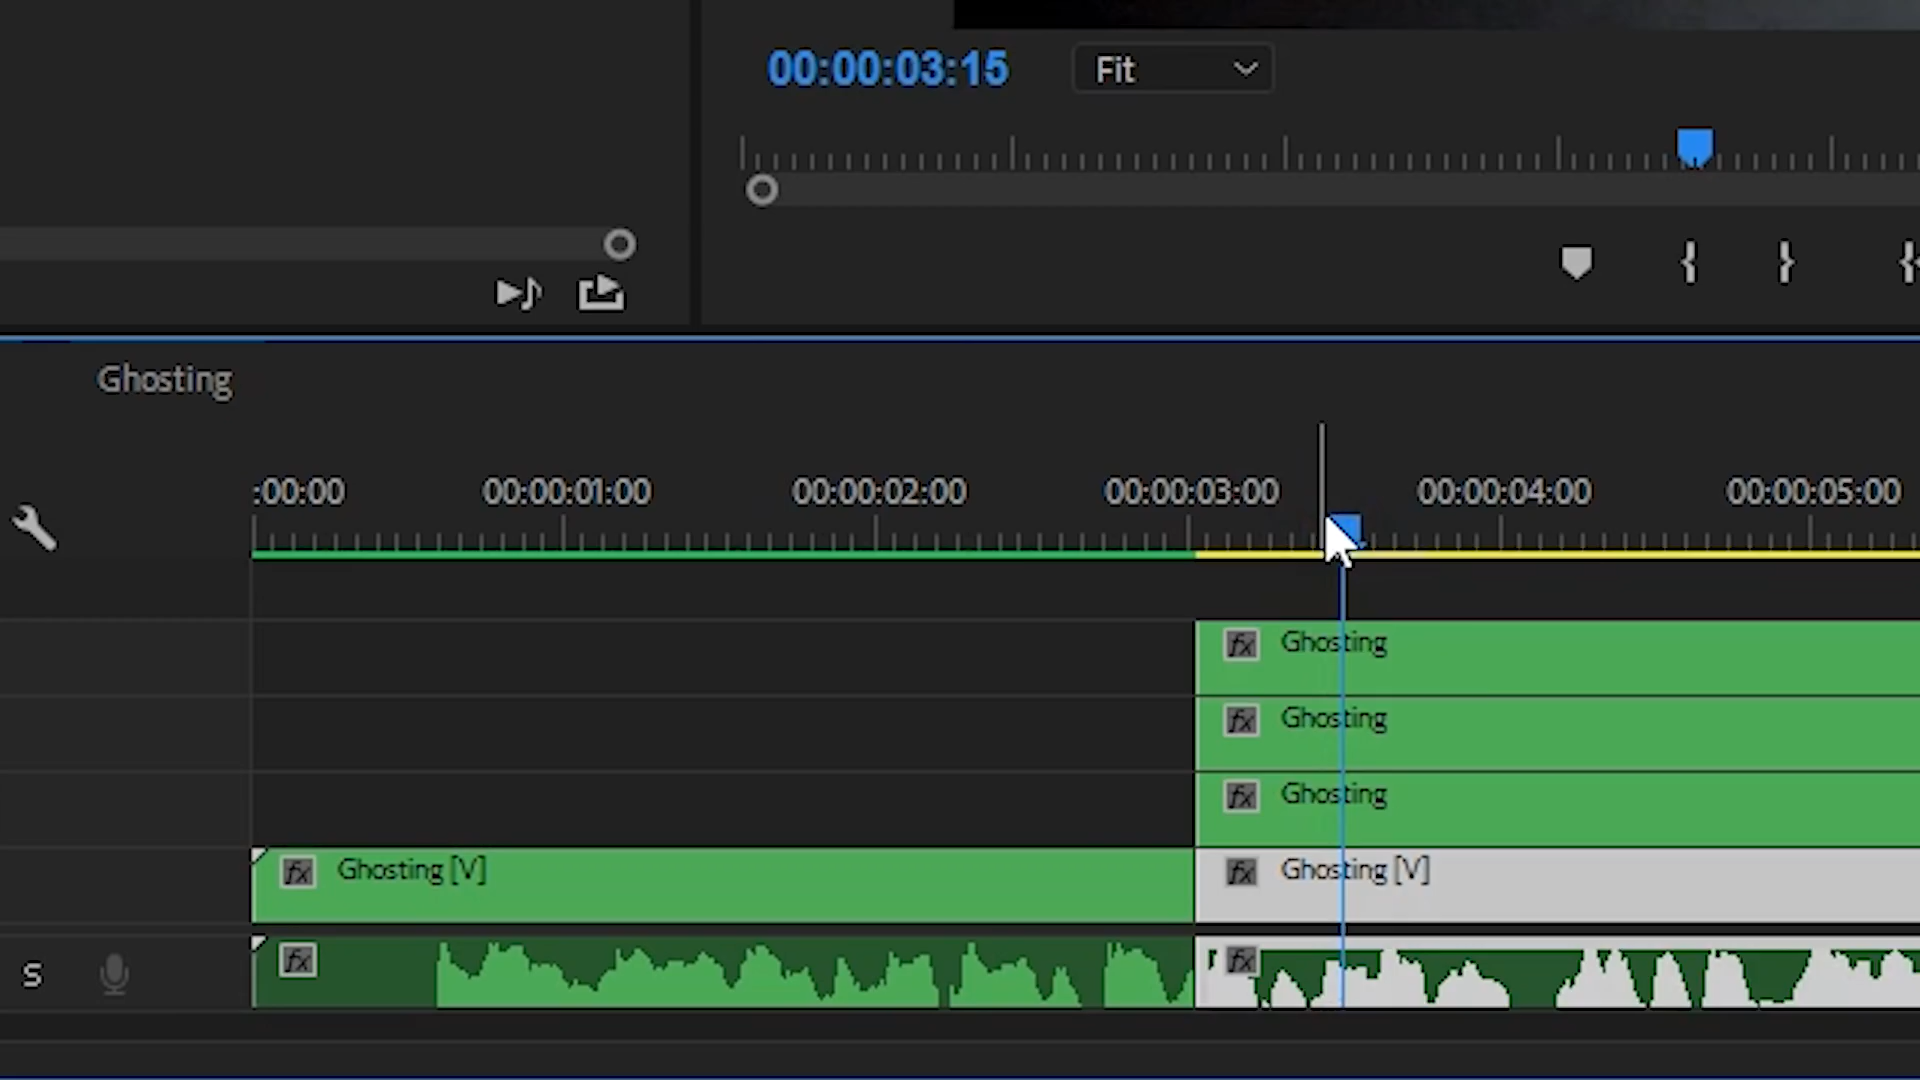 00:00:03:15
Fit
Ghosting
:00:00 00:00:01:00 00:00:02:00 00:00:03:00 00:00:04:00 00:00:05:00
fx Ghosting
fx Ghosting
fx Ghosting
fx Ghosting [V] fx Ghosting [V]
S fx fx